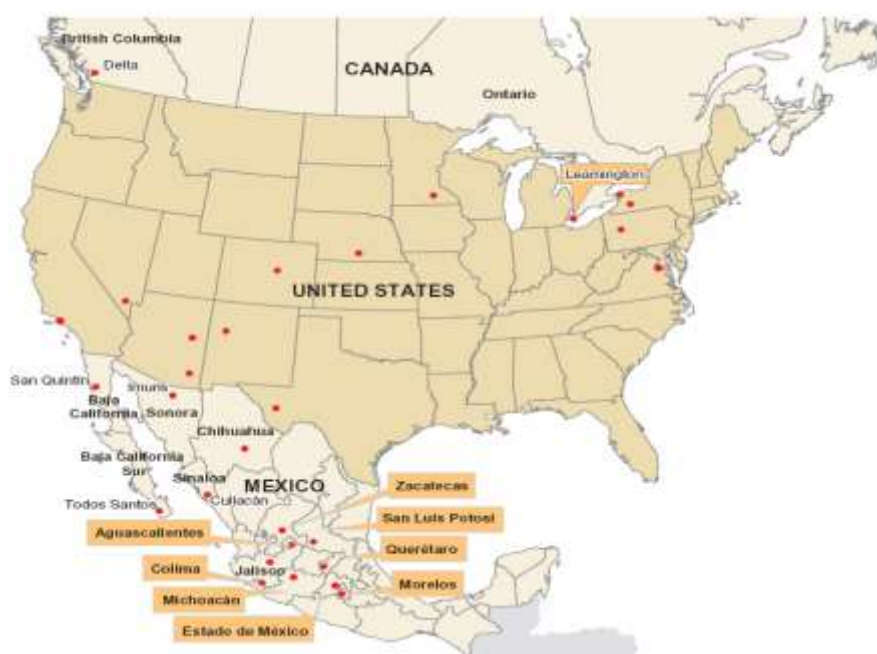 British Columbia
Delta
CANADA
Ontario
Leamington
UNITED STATES
San Quintin
Imuris
Baja
California
Sonora
Chihuahua
Baja California
Sur
Sinaloa
MEXICO
Culiacán
Zacatecas
Todos Santos
San Luis Potosí
Aguascalientes
Querétaro
Colima
Jalisco
Morelos
Michoacán
Estado de México